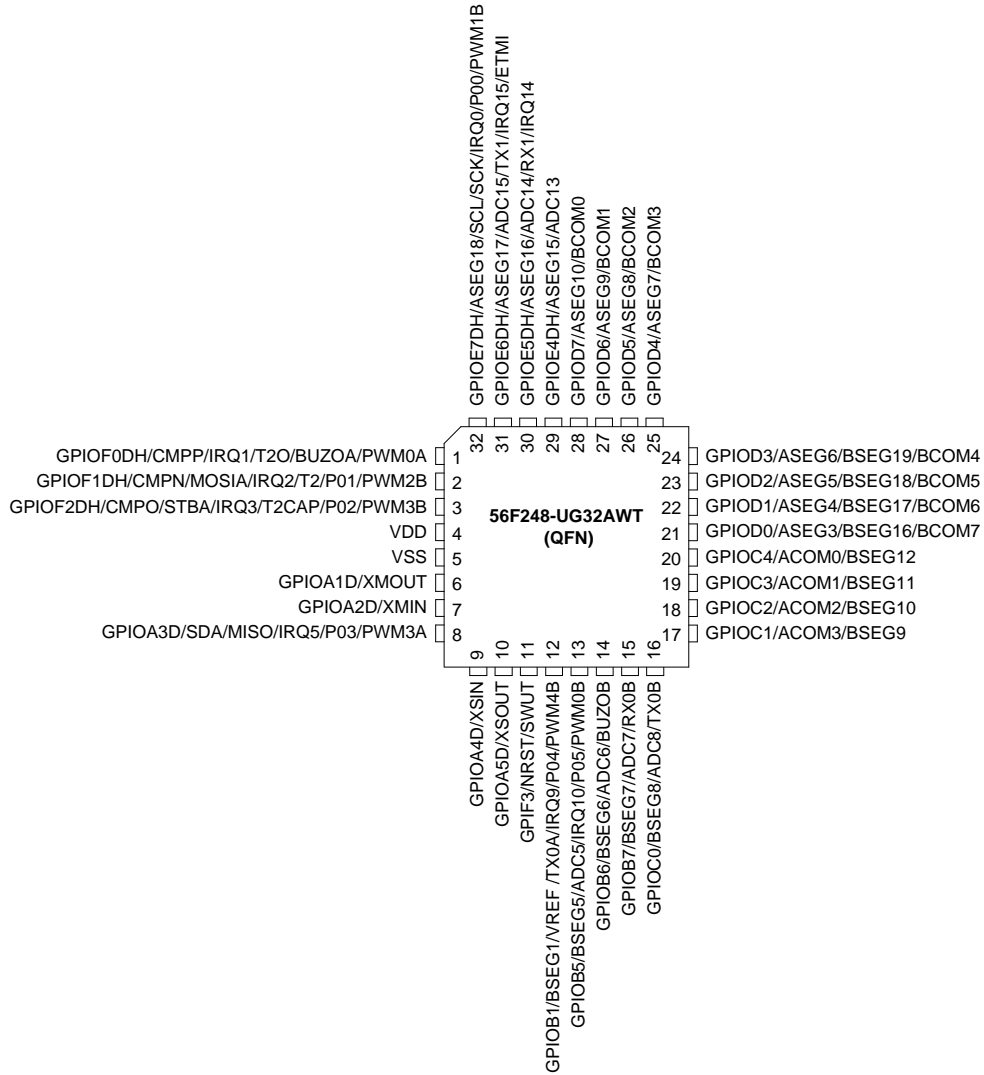 GPIOE7DH/ASEG18/SCL/SCK/IRQ0/P00/PWM1B
GPIOE6DH/ASEG17/ADC15/TX1/IRQ15/ETMI
GPIOE5DH/ASEG16/ADC14/RX1/IRQ14
GPIOE4DH/ASEG15/ADC13
GPIOD7/ASEG10/BCOM0
GPIOD6/ASEG9/BCOM1
GPIOD5/ASEG8/BCOM2
GPIOD4/ASEG7/BCOM3
32 31 30 29 28 27 26 25
GPIOF0DH/CMPP/IRQ1/T2O/BUZOA/PWM0A 1
GPIOF1DH/CMPN/MOSIA/IRQ2/T2/P01/PWM2B 2
GPIOF2DH/CMPO/STBA/IRQ3/T2CAP/P02/PWM3B 3
VDD 4
VSS 5
GPIOA1D/XMOUT 6
GPIOA2D/XMIN 7
GPIOA3D/SDA/MISO/IRQ5/P03/PWM3A 8
56F248-UG32AWT
(QFN)
24 GPIOD3/ASEG6/BSEG19/BCOM4
23 GPIOD2/ASEG5/BSEG18/BCOM5
22 GPIOD1/ASEG4/BSEG17/BCOM6
21 GPIOD0/ASEG3/BSEG16/BCOM7
20 GPIOC4/ACOM0/BSEG12
19 GPIOC3/ACOM1/BSEG11
18 GPIOC2/ACOM2/BSEG10
17 GPIOC1/ACOM3/BSEG9
9 10 11 12 13 14 15 16
GPIOA4D/XSIN
GPIOA5D/XSOUT
GPIF3/NRST/SWUT
GPIOB1/BSEG1/VREF /TX0A/IRQ9/P04/PWM4B
GPIOB5/BSEG5/ADC5/IRQ10/P05/PWM0B
GPIOB6/BSEG6/ADC6/BUZOB
GPIOB7/BSEG7/ADC7/RX0B
GPIOC0/BSEG8/ADC8/TX0B